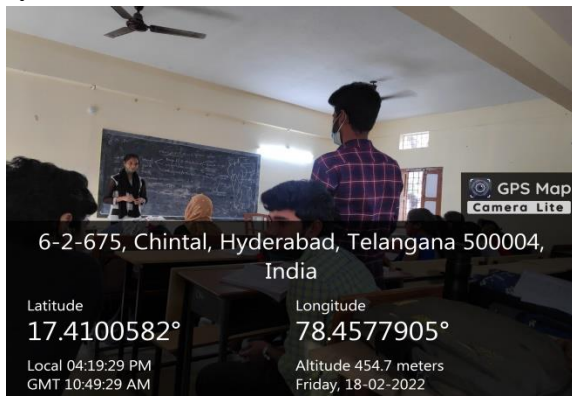 GPS Map
Camera Lite
6-2-675, Chintal, Hyderabad, Telangana 500004,
India
Latitude
17.4100582°
Longitude
78.4577905°
Local 04:19:29 PM
GMT 10:49:29 AM
Altitude 454.7 meters
Friday, 18-02-2022